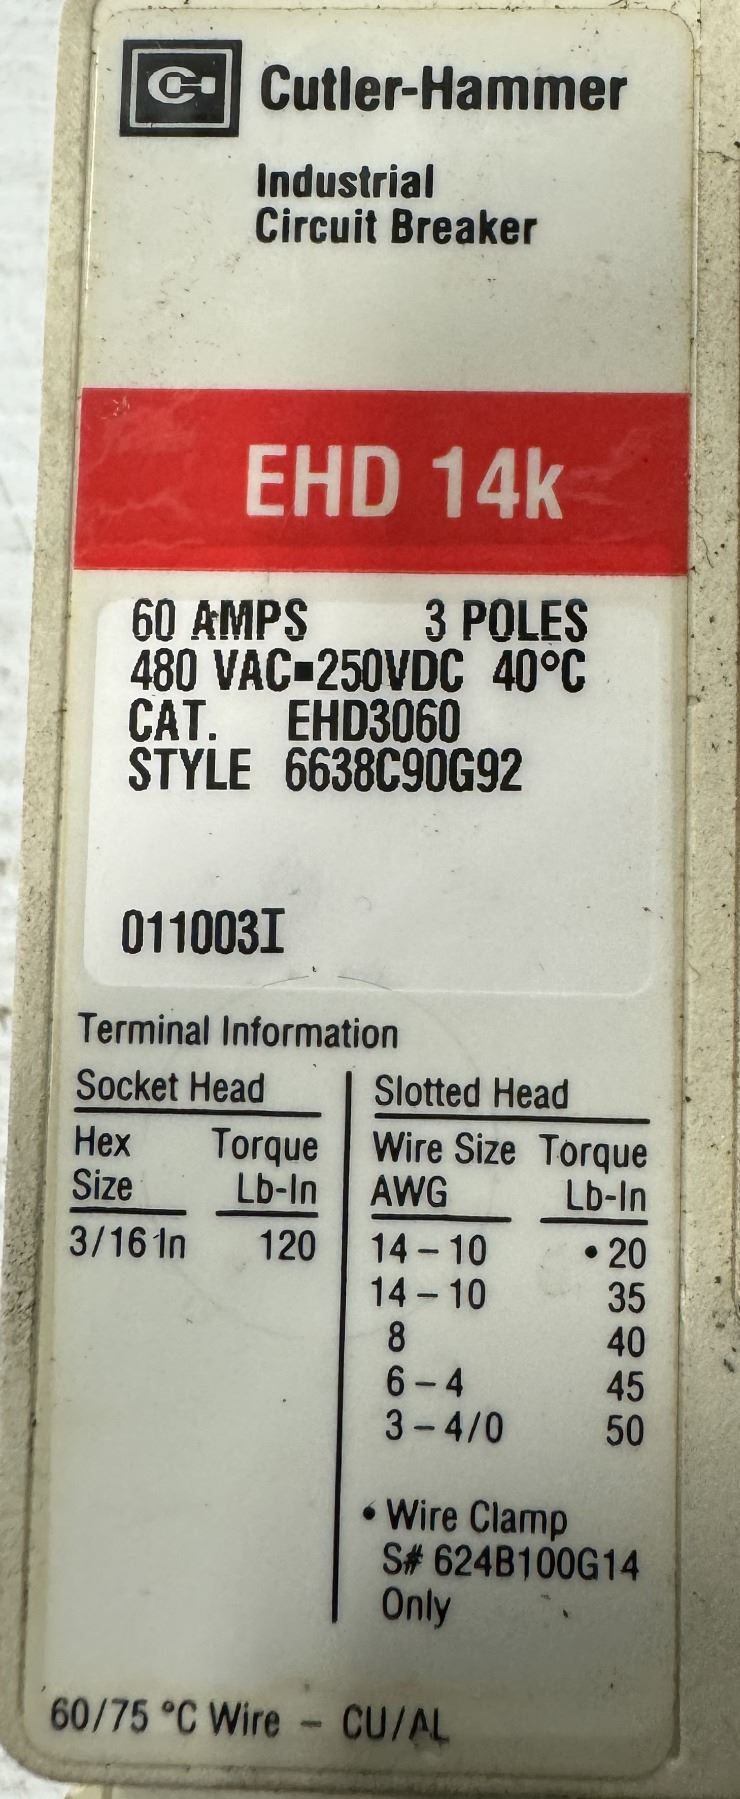 Cutler-Hammer
Industrial
Circuit Breaker
EHD 14k
60 AMPS 3 POLES
480 VAC▪250VDC 40°C
CAT. EHD3060
STYLE 6638C90G92
011003I
Terminal Information
Socket Head
Hex Torque
Size Lb-In
3/16 In 120
Slotted Head
Wire Size Torque
AWG Lb-In
14 – 10 • 20
14 – 10 35
8 40
6 – 4 45
3 – 4/0 50
• Wire Clamp
S# 624B100G14
Only
60/75 °C Wire – CU/AL